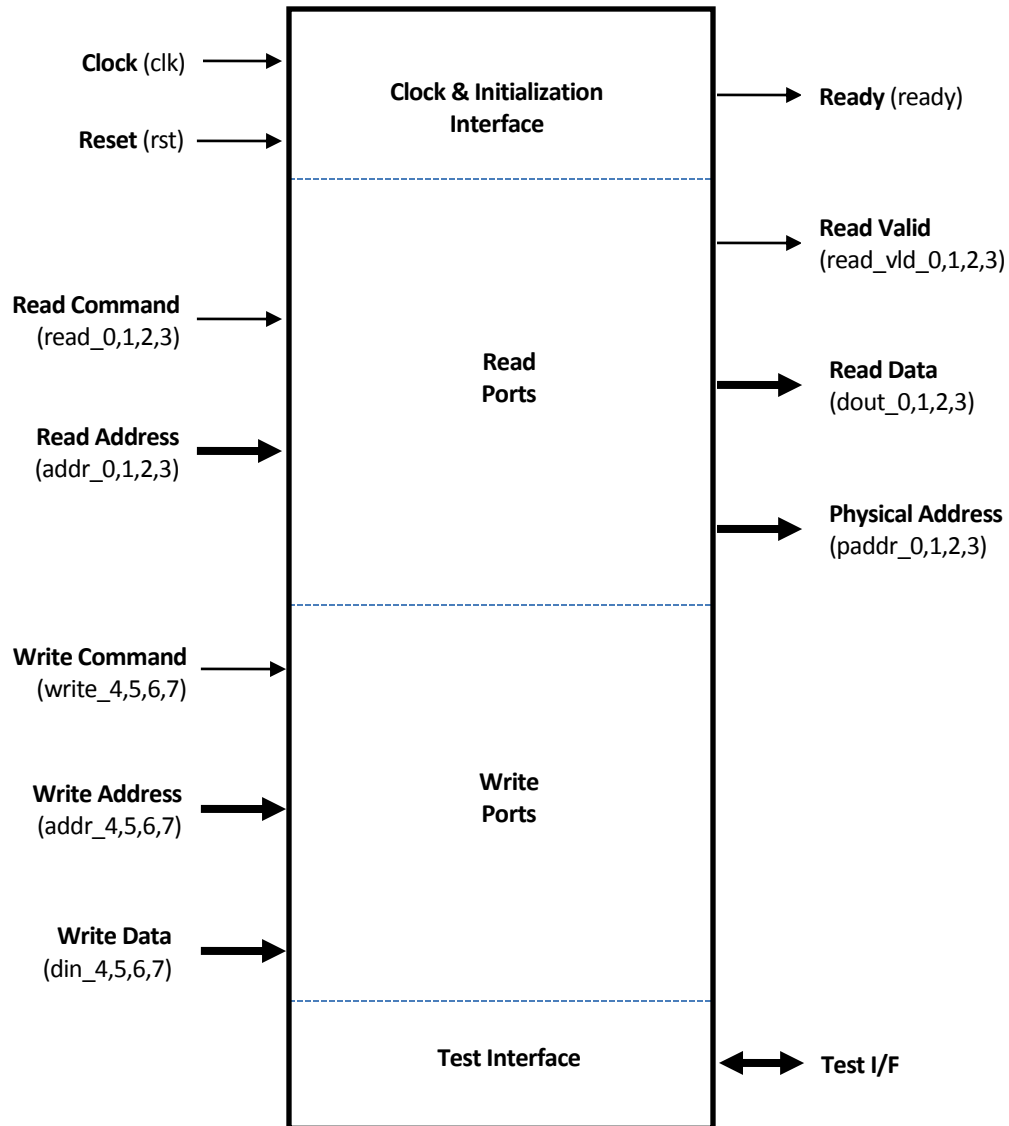 Clock (clk)
Clock & Initialization
Interface
Ready (ready)
Reset (rst)
Read Valid
(read_vld_0,1,2,3)
Read Command
(read_0,1,2,3)
Read
Ports
Read Data
(dout_0,1,2,3)
Read Address
(addr_0,1,2,3)
Physical Address
(paddr_0,1,2,3)
Write Command
(write_4,5,6,7)
Write Address
(addr_4,5,6,7)
Write
Ports
Write Data
(din_4,5,6,7)
Test Interface
Test I/F